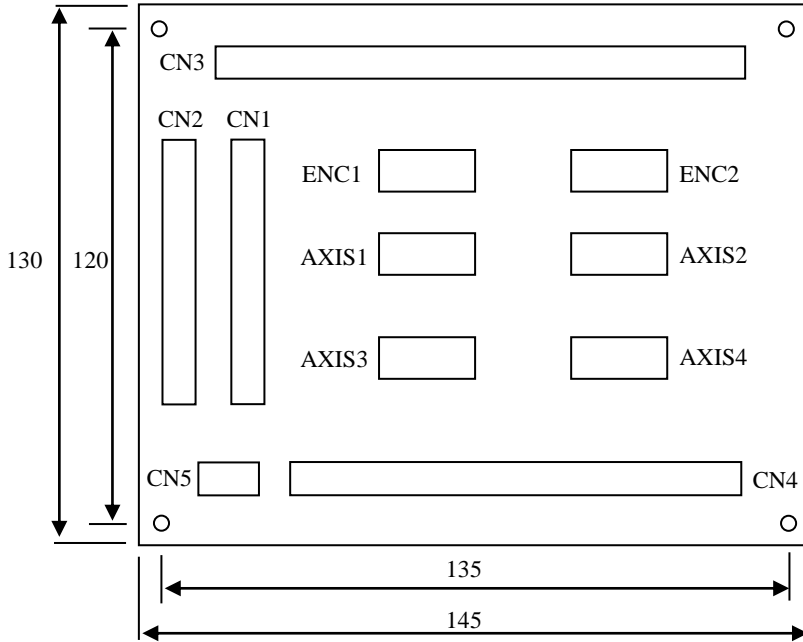 CN3
CN2 CN1
ENC1 ENC2
130 120 AXIS1 AXIS2
AXIS3 AXIS4
CN5 CN4
135
145